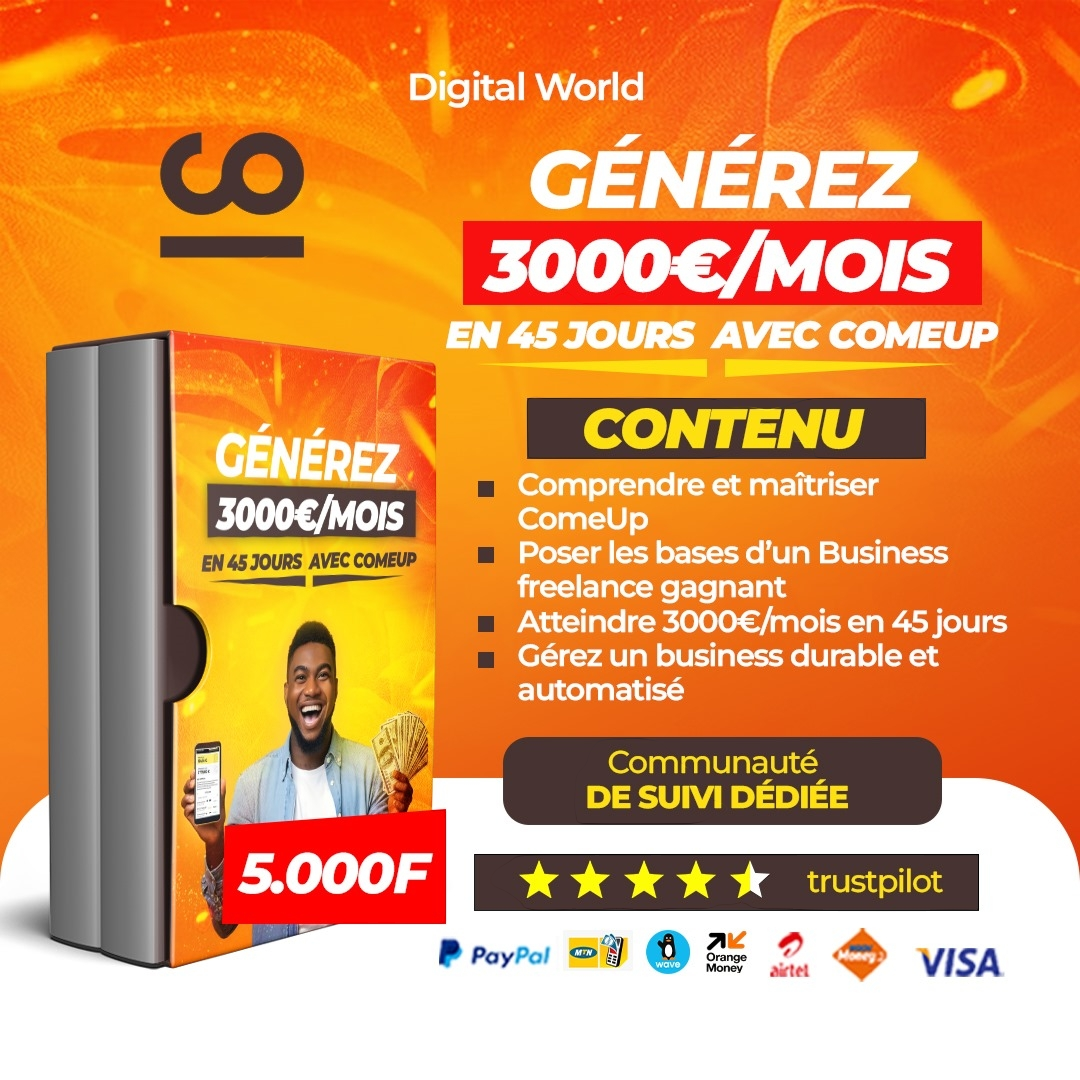 Digital World
GÉNÉREZ
3000€/MOIS
EN 45 JOURS AVEC COMEUP
CONTENU
Comprendre et maîtriser
ComeUp
Poser les bases d’un Business
freelance gagnant
Atteindre 3000€/mois en 45 jours
Gérez un business durable et
automatisé
Communauté
DE SUIVI DÉDIÉE
trustpilot
GÉNÉREZ
3000€/MOIS
EN 45 JOURS AVEC COMEUP
5.000F
PayPal
MTN
wave
Orange
Money
airtel
Money
VISA